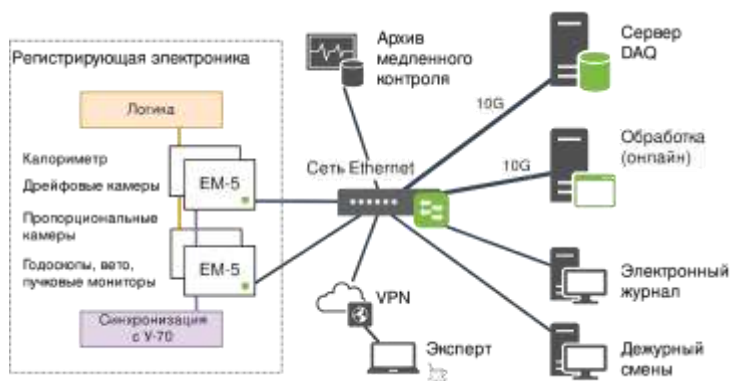 Регистрирующая электроника
Логика
Калориметр
Дрейфовые камеры
EM-5
Пропорциональные
камеры
Годоскопы, вето,
пучковые мониторы
EM-5
Синхронизация
с У-70
Архив
медленного
контроля
Сеть Ethernet
10G
10G
VPN
Эксперт
Сервер
DAQ
Обработка
(онлайн)
Электронный
журнал
Дежурный
смены